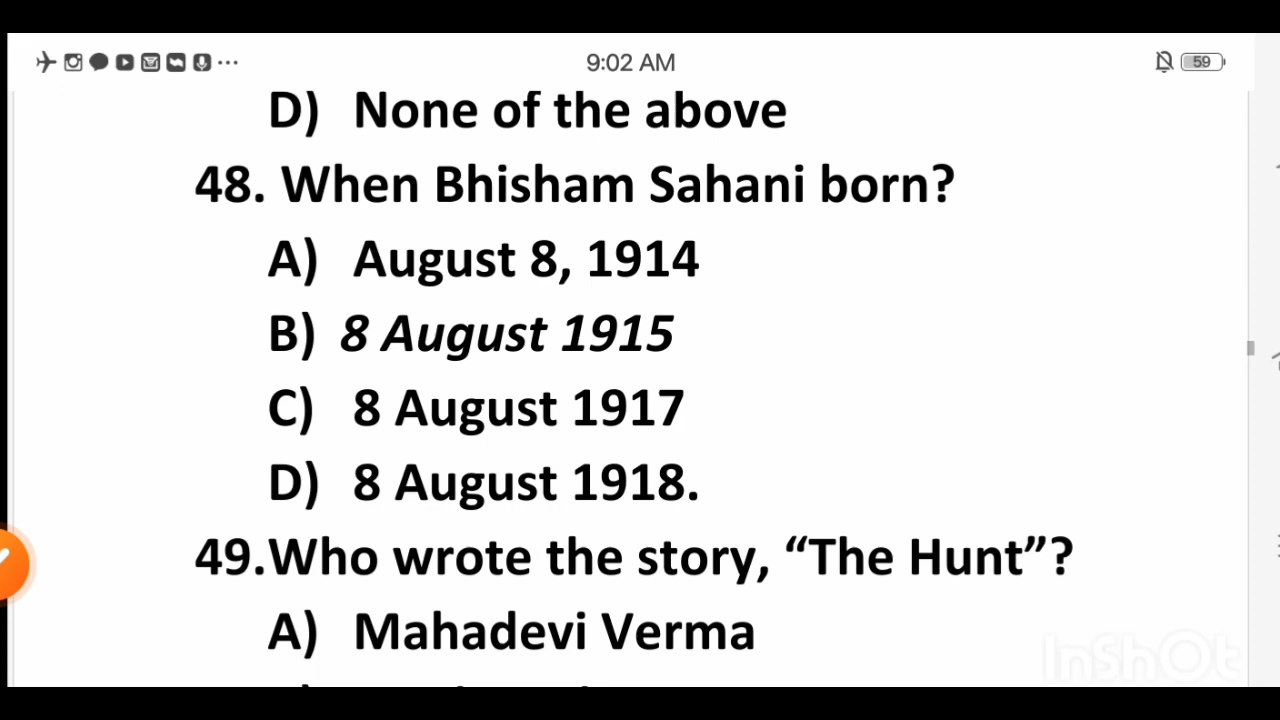 9:02 AM
59
D) None of the above
48. When Bhisham Sahani born?
A) August 8, 1914
B) 8 August 1915
C) 8 August 1917
D) 8 August 1918.
49.Who wrote the story, “The Hunt”?
A) Mahadevi Verma
InShOt